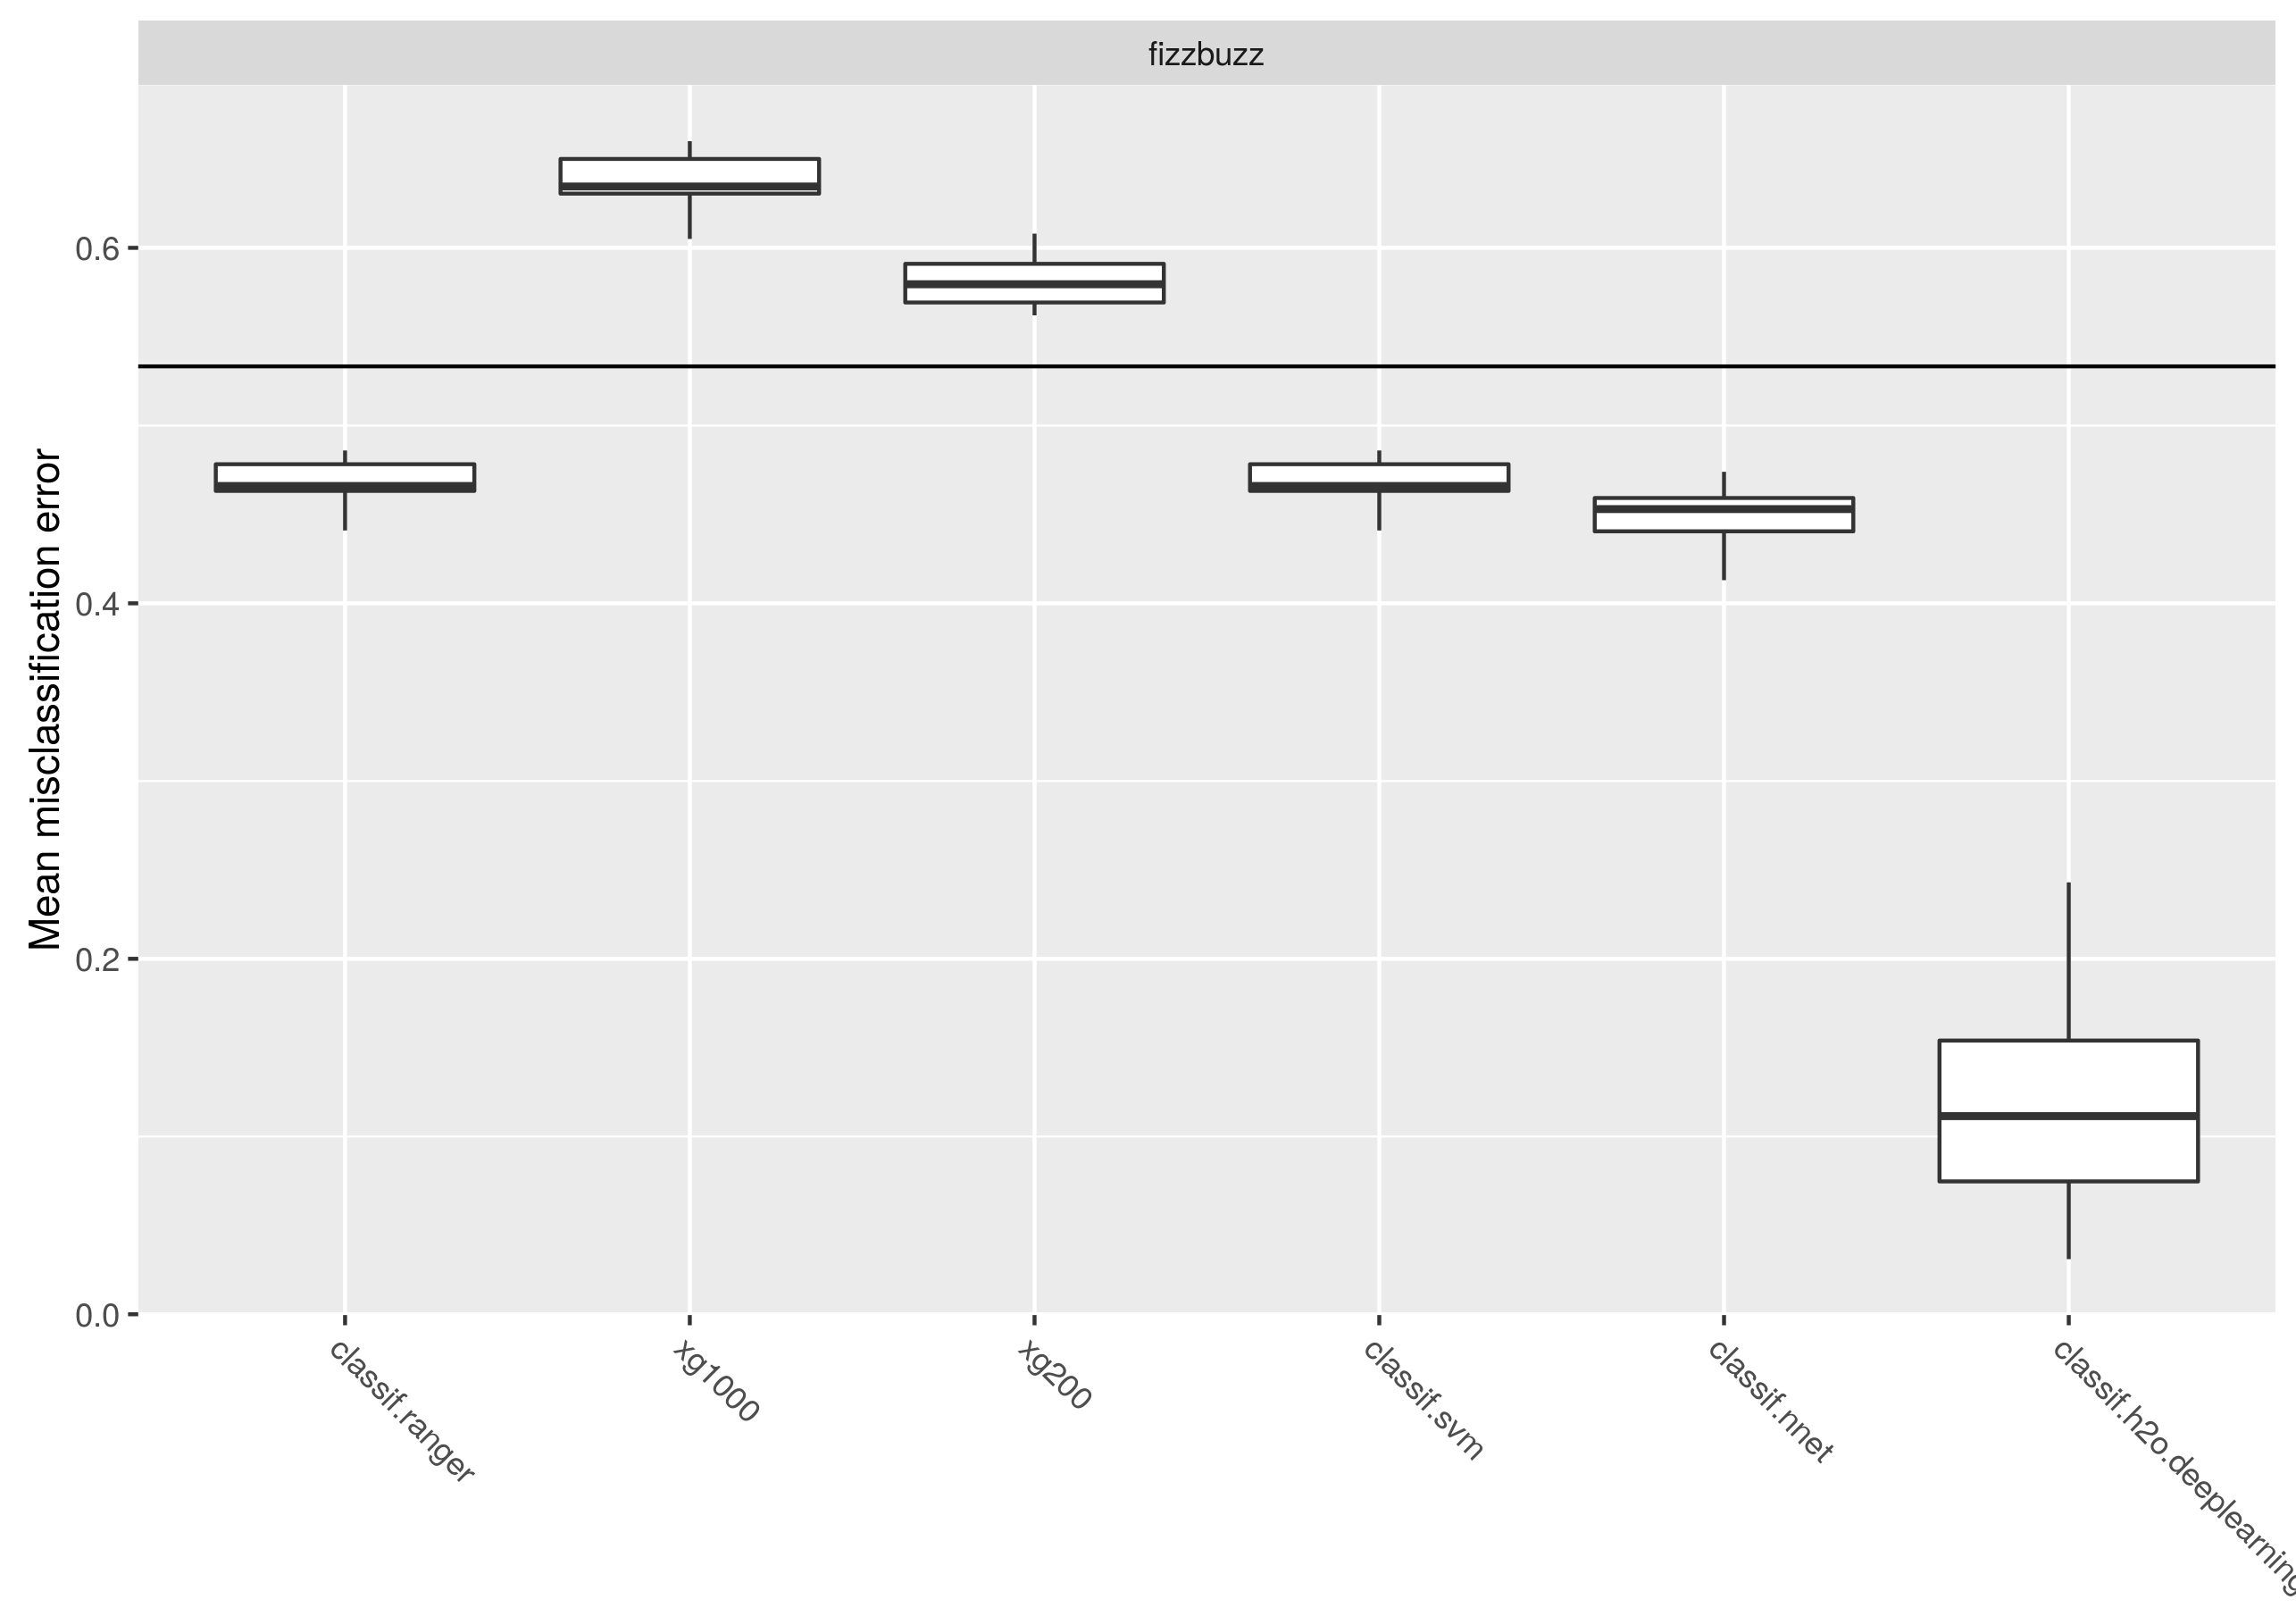 fizzbuzz
Mean misclassification error
0.6
0.4
0.2
0.0
classif.ranger
xg1000
xg200
classif.svm
classif.nnet
classif.h2o.deeplearning